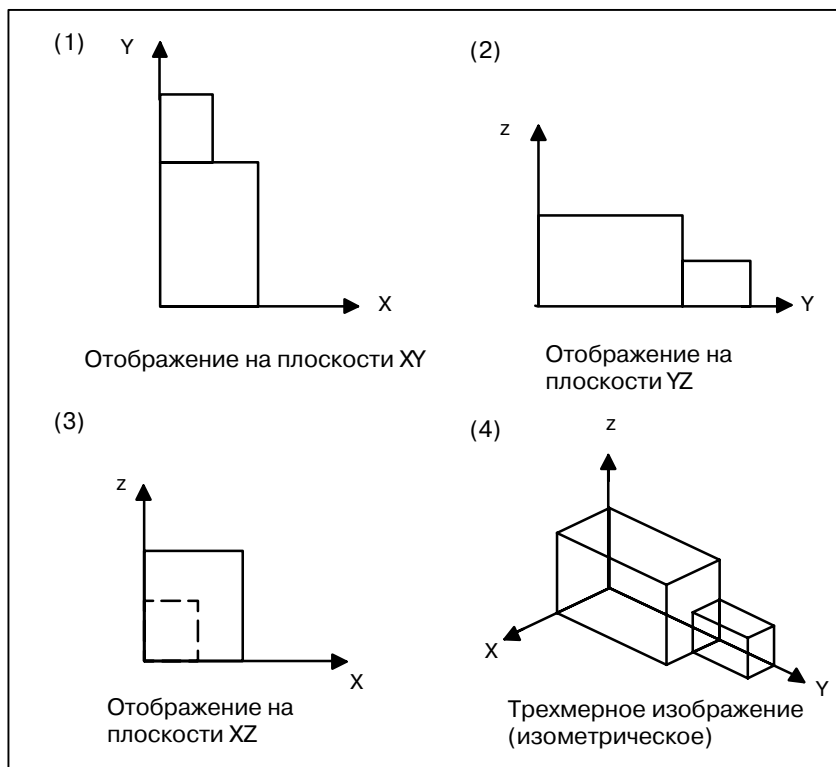 (1)
Y
X
Отображение на плоскости XY
(2)
z
Y
Отображение на
плоскости YZ
(3)
z
X
Отображение на
плоскости XZ
(4)
z
X
Y
Трехмерное изображение
(изометрическое)